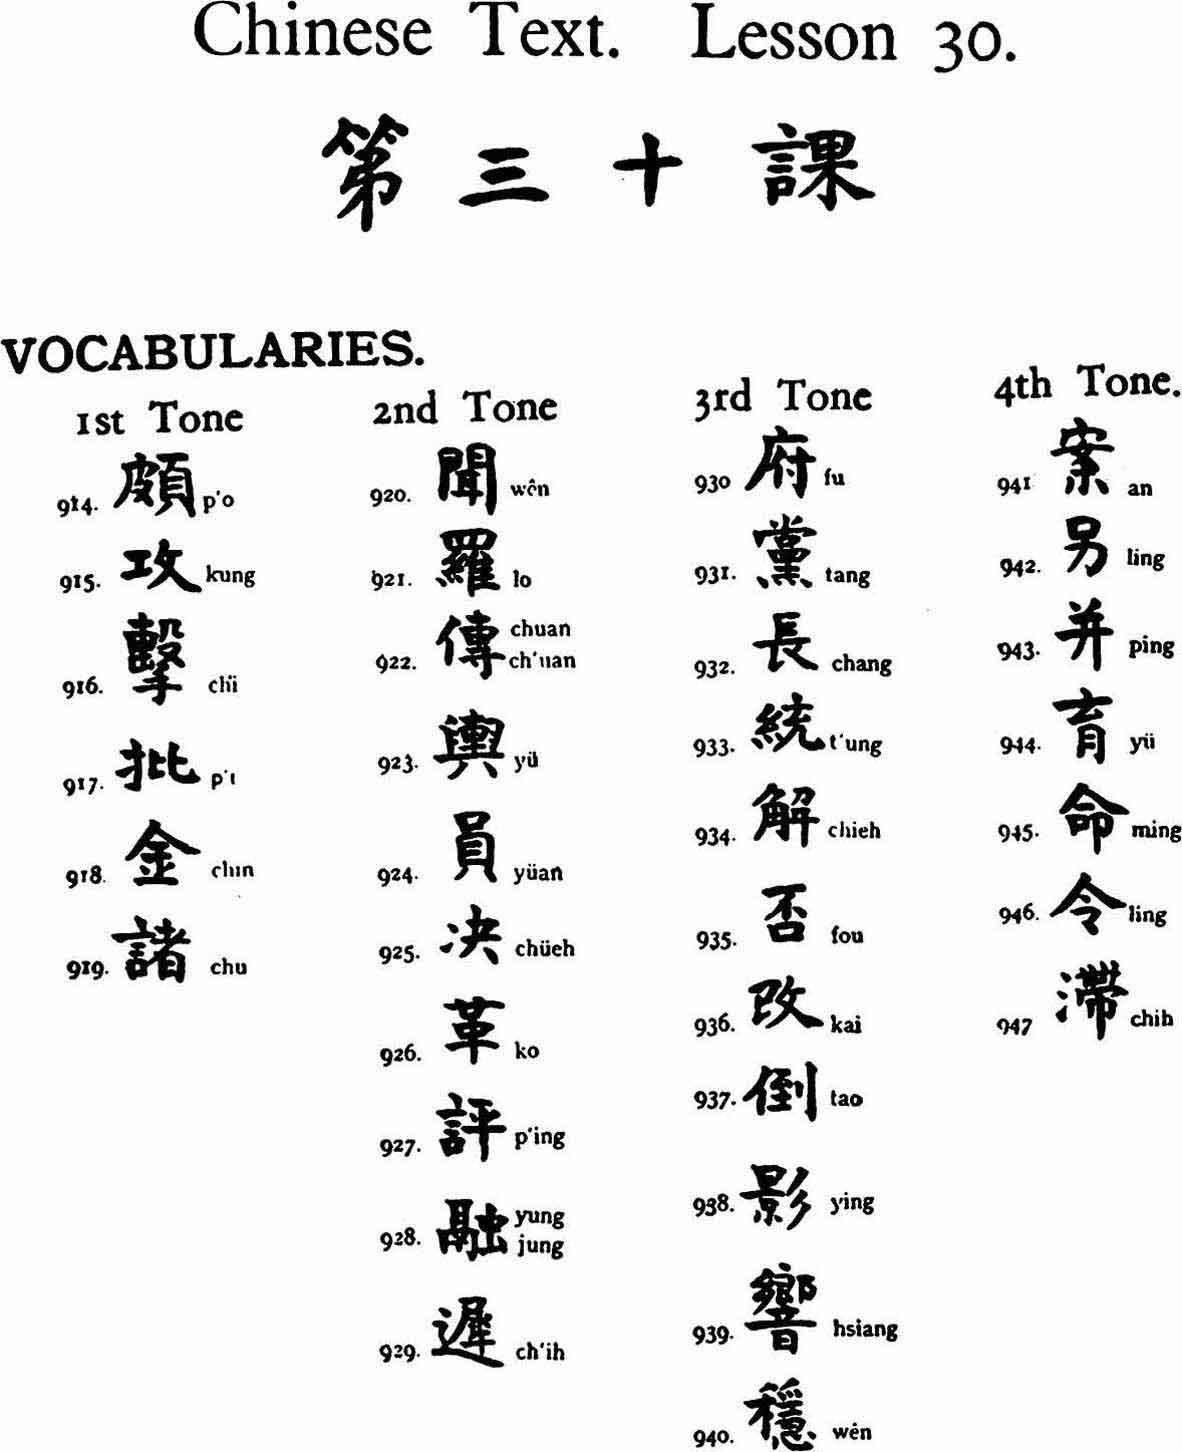 Chinese Text. Lesson 30.
第三十課
VOCABULARIES.
1st Tone
914. 頗 p'o
915. 攻 kung
916. 擊 chi
917. 批 p'i
918. 金 chin
919. 諸 chu
2nd Tone
920. 聞 wên
921. 羅 lo
922. 傳 chuan ch'uan
923. 輿 yü
924. 員 yüan
925. 决 chüeh
926. 革 ko
927. 評 p'ing
928. 融 yung jung
929. 遲 ch'ih
3rd Tone
930 府 fu
931. 黨 tang
932. 長 chang
933. 統 t'ung
934. 解 chieh
935. 否 fou
936. 改 kai
937. 倒 tao
938. 影 ying
939. 響 hsiang
940. 穩 wên
4th Tone.
941 案 an
942. 另 ling
943. 并 ping
944. 育 yü
945. 命 ming
946. 令 ling
947 滯 chih